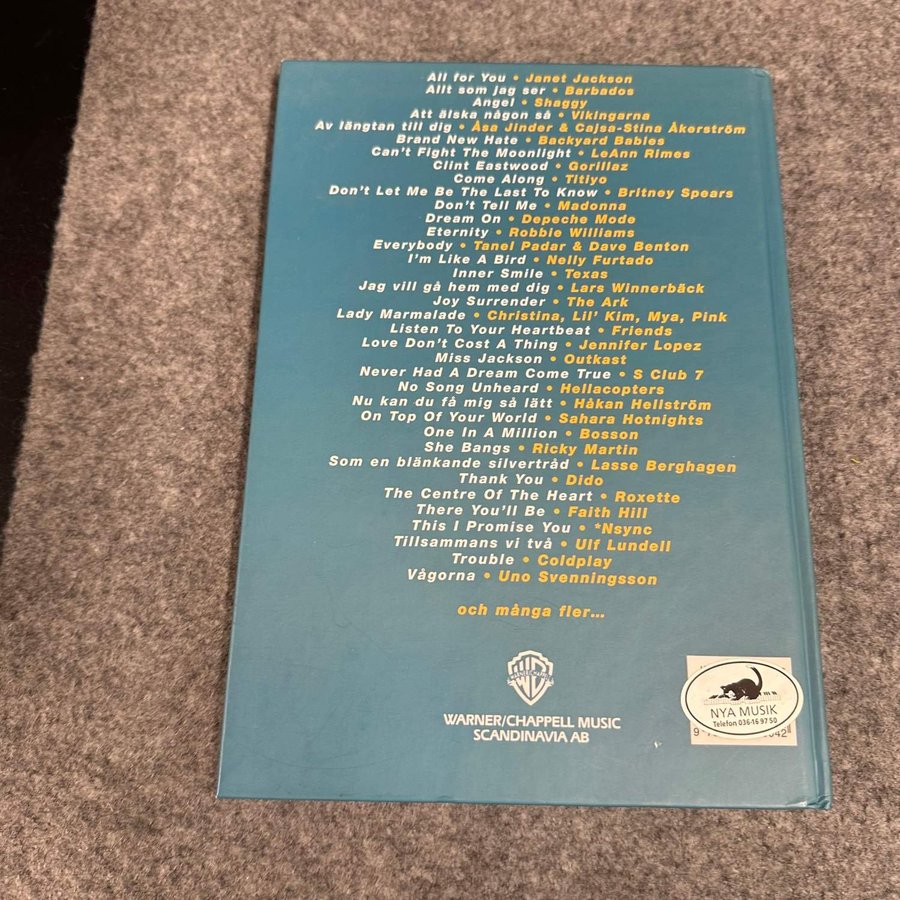 All for You • Janet Jackson
Allt som jag ser • Barbados
Angel • Shaggy
Att älska någon så • Vikingarna
Av längtan till dig • Åsa Jinder & Cajsa-Stina Åkerström
Brand New Hate • Backyard Babies
Can't Fight The Moonlight • LeAnn Rimes
Clint Eastwood • Gorillaz
Come Along • Titiyo
Don't Let Me Be The Last To Know • Britney Spears
Don't Tell Me • Madonna
Dream On • Depeche Mode
Eternity • Robbie Williams
Everybody • Tanel Padar & Dave Benton
I'm Like A Bird • Nelly Furtado
Inner Smile • Texas
Jag vill gå hem med dig • Lars Winnerbäck
Joy Surrender • The Ark
Lady Marmalade • Christina, Lil' Kim, Mya, Pink
Listen To Your Heartbeat • Friends
Love Don't Cost A Thing • Jennifer Lopez
Miss Jackson • Outkast
Never Had A Dream Come True • S Club 7
No Song Unheard • Hellacopters
Nu kan du få mig så lätt • Håkan Hellström
On Top Of Your World • Sahara Hotnights
One In A Million • Bosson
She Bangs • Ricky Martin
Som en blänkande silvertråd • Lasse Berghagen
Thank You • Dido
The Centre Of The Heart • Roxette
There You'll Be • Faith Hill
This I Promise You • *Nsync
Tillsammans vi två • Ulf Lundell
Trouble • Coldplay
Vågorna • Uno Svenningsson
och många fler...
WARNER/CHAPPELL MUSIC
SCANDINAVIA AB
NYA MUSIK
Telefon 036-16 97 50